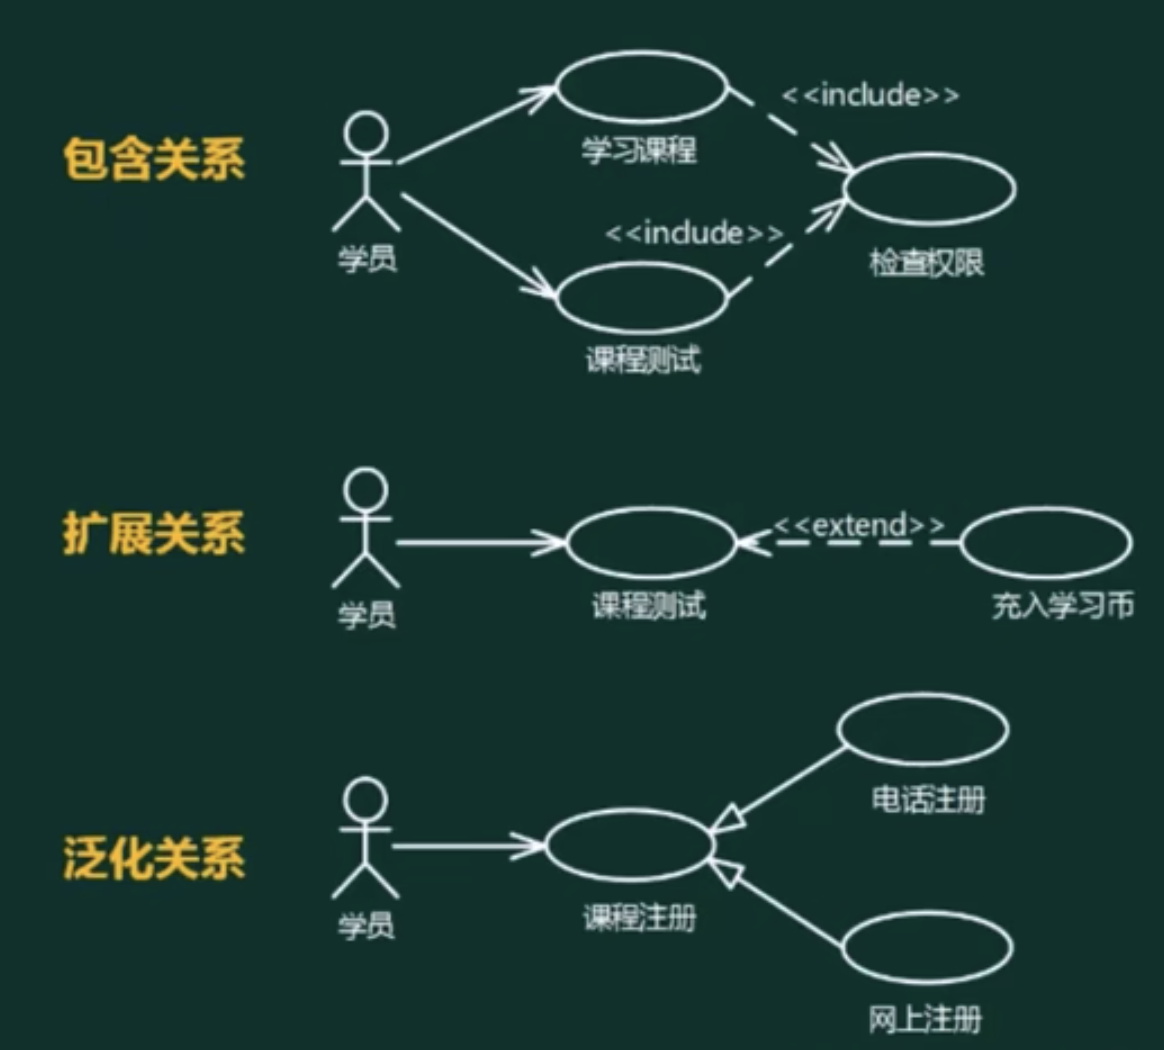 <<include>>
包含关系
学习课程
<<include>>
学员
检查权限
课程测试
扩展关系
<<extend>>
学员
课程测试
充入学习币
电话注册
泛化关系
学员
课程注册
网上注册